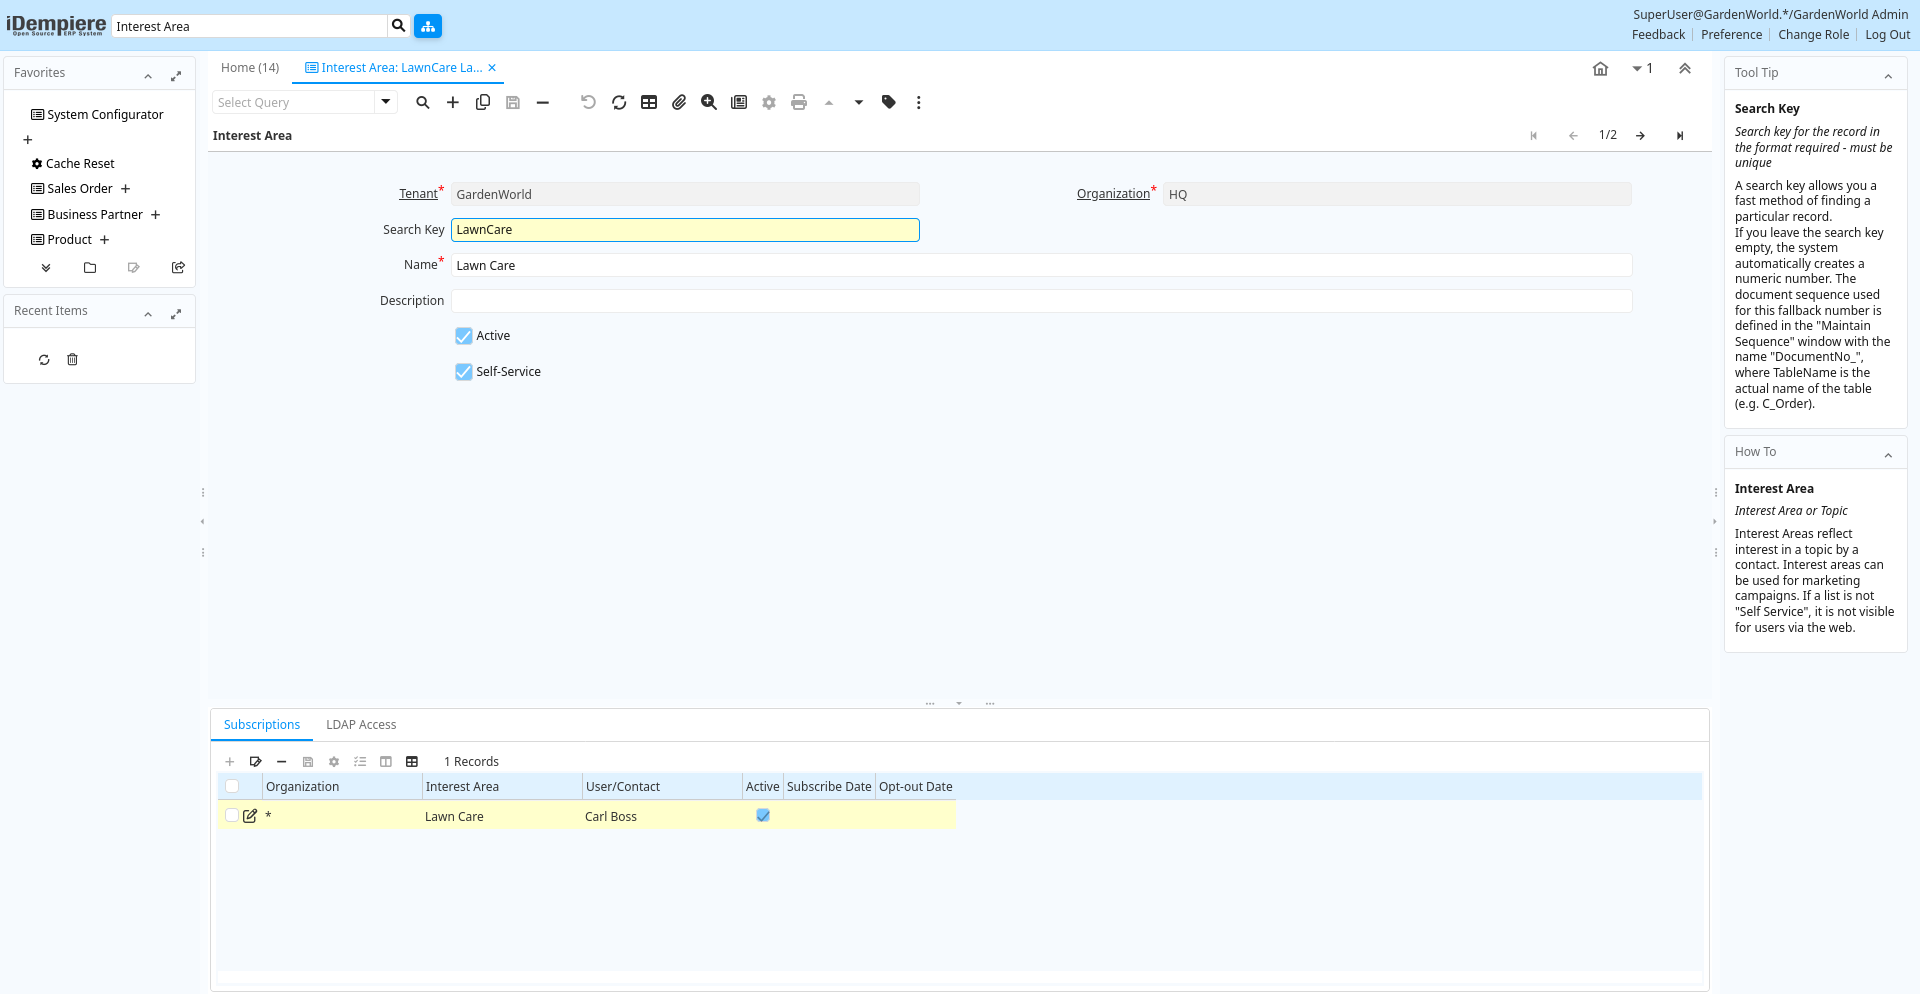 iDempiere
Open Source ERP System
Interest Area
SuperUser@GardenWorld.*/GardenWorld Admin
Feedback
Preference
Change Role
Log Out
Favorites
System Configurator
Cache Reset
Sales Order
Business Partner
Product
Recent Items
Home (14)
Interest Area: LawnCare La...
1
Select Query
Interest Area
1/2
Tenant*
GardenWorld
Organization*
HQ
Search Key
LawnCare
Name*
Lawn Care
Description
Active
Self-Service
Subscriptions
LDAP Access
1 Records
Organization
Interest Area
User/Contact
Active
Subscribe Date
Opt-out Date
*
Lawn Care
Carl Boss
Tool Tip
Search Key
Search key for the record in
the format required - must be
unique
A search key allows you a
fast method of finding a
particular record.
If you leave the search key
empty, the system
automatically creates a
numeric number. The
document sequence used
for this fallback number is
defined in the "Maintain
Sequence" window with the
name "DocumentNo_",
where TableName is the
actual name of the table
(e.g. C_Order).
How To
Interest Area
Interest Area or Topic
Interest Areas reflect
interest in a topic by a
contact. Interest areas can
be used for marketing
campaigns. If a list is not
"Self Service", it is not visible
for users via the web.